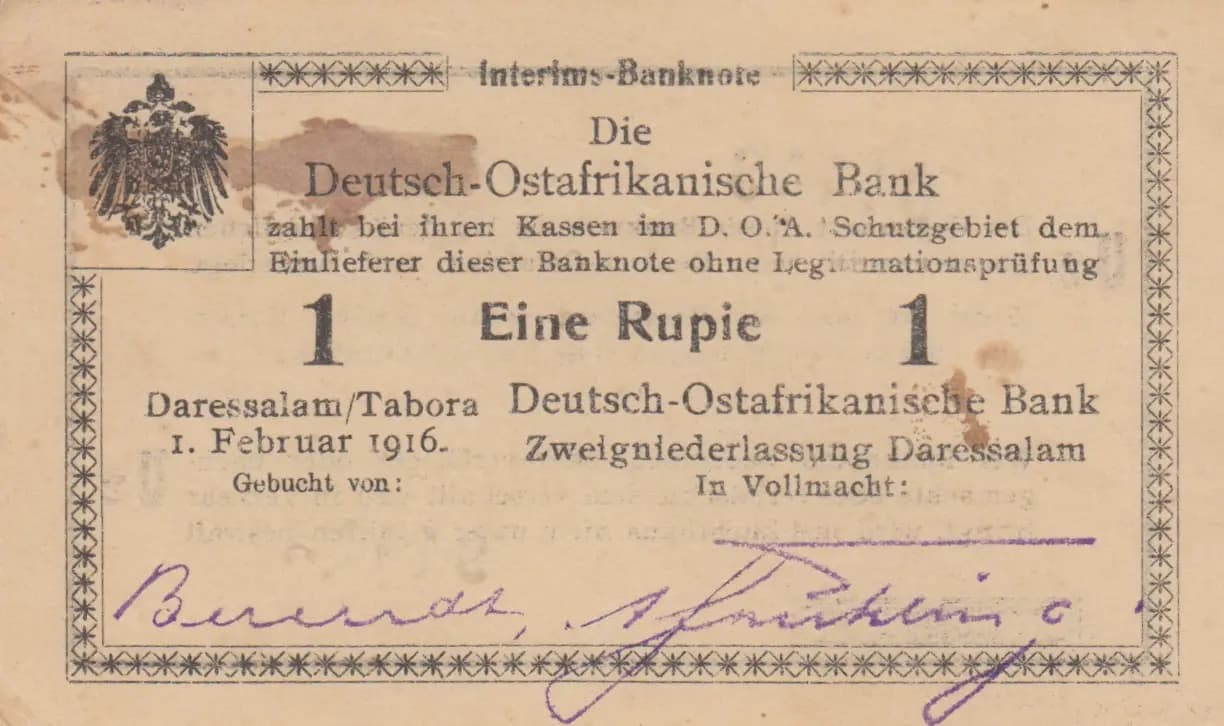 Interims-Banknote
Die
Deutsch-Ostafrikanische Bank
zahlt bei ihren Kassen im D. O. A. Schutzgebiet dem
Einlieferer dieser Banknote ohne Legitimationsprüfung
1 Eine Rupie 1
Daressalam/Tabora
1. Februar 1916.
Gebucht von:
Deutsch-Ostafrikanische Bank
Zweigniederlassung Daressalam
In Vollmacht:
Berendt,